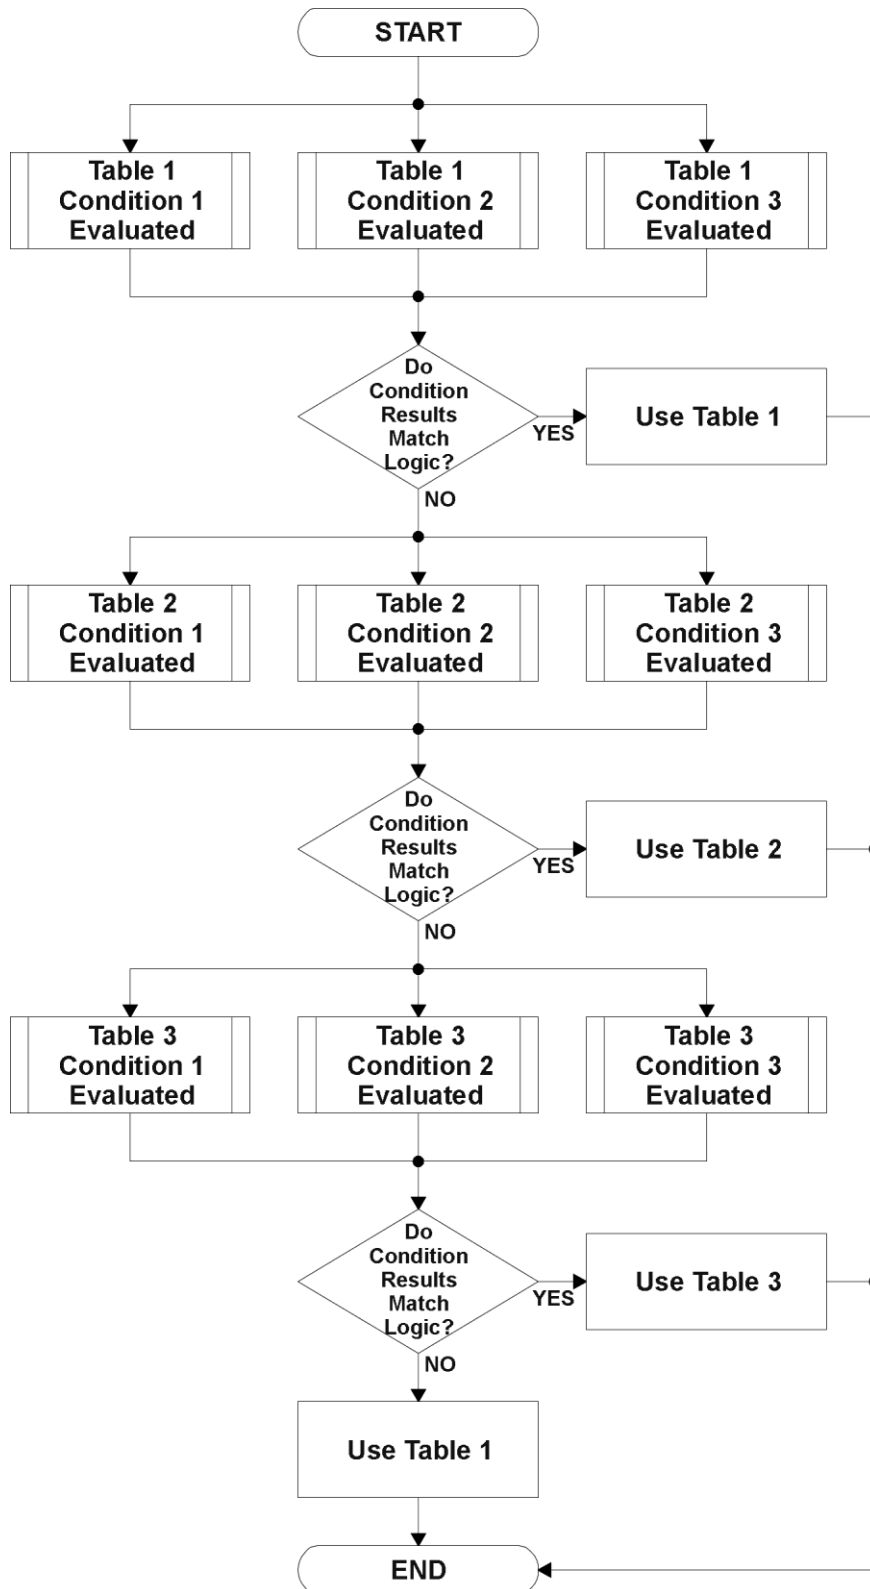 START
Table 1
Condition 1
Evaluated
Table 1
Condition 2
Evaluated
Table 1
Condition 3
Evaluated
Do
Condition
Results
Match
Logic?
YES
Use Table 1
NO
Table 2
Condition 1
Evaluated
Table 2
Condition 2
Evaluated
Table 2
Condition 3
Evaluated
Do
Condition
Results
Match
Logic?
YES
Use Table 2
NO
Table 3
Condition 1
Evaluated
Table 3
Condition 2
Evaluated
Table 3
Condition 3
Evaluated
Do
Condition
Results
Match
Logic?
YES
Use Table 3
NO
Use Table 1
END